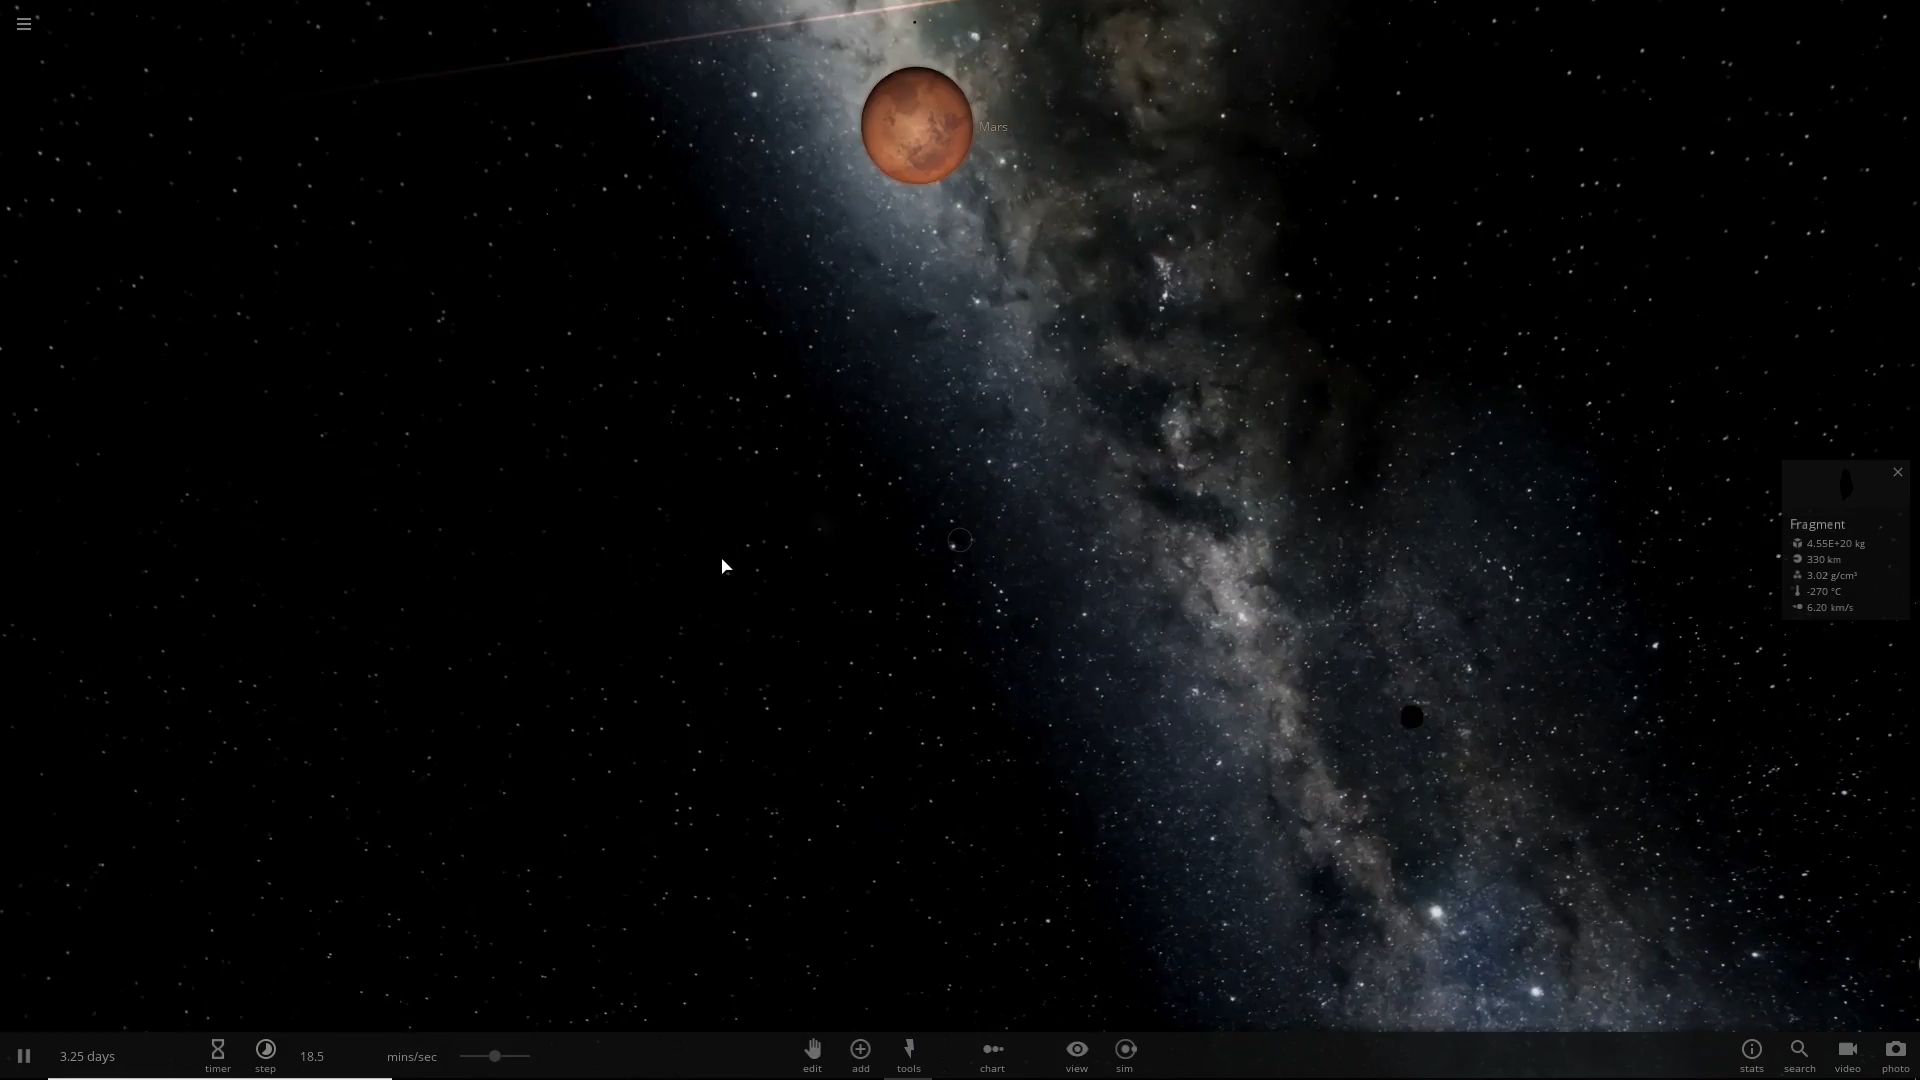 Mars
Fragment
4.55E+20 kg
330 km
3.02 g/cm³
-270 °C
6.20 km/s
3.25 days
timer
step
18.5
mins/sec
edit
add
tools
chart
view
sim
stats
search
video
photo